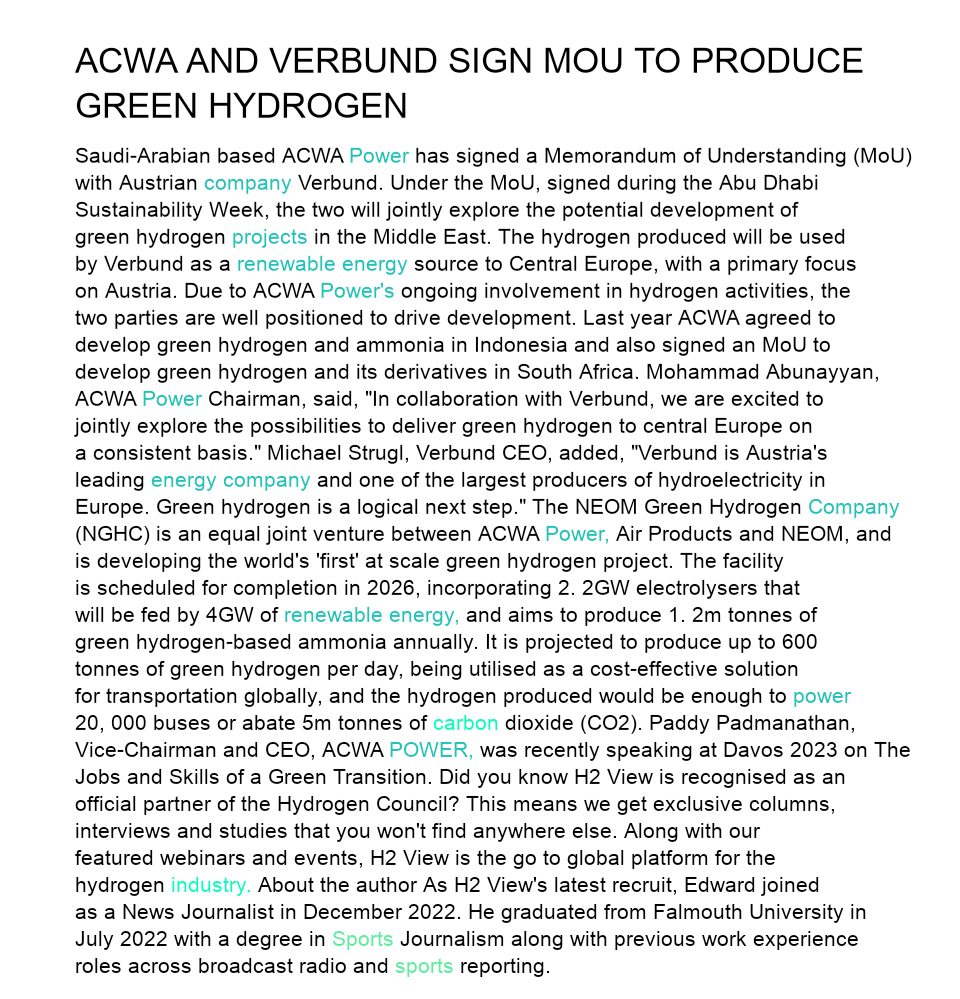 ACWA AND VERBUND SIGN MOU TO PRODUCE
GREEN HYDROGEN
Saudi-Arabian based ACWA Power has signed a Memorandum of Understanding (MoU)
with Austrian company Verbund. Under the MoU, signed during the Abu Dhabi
Sustainability Week, the two will jointly explore the potential development of
green hydrogen projects in the Middle East. The hydrogen produced will be used
by Verbund as a renewable energy source to Central Europe, with a primary focus
on Austria. Due to ACWA Power's ongoing involvement in hydrogen activities, the
two parties are well positioned to drive development. Last year ACWA agreed to
develop green hydrogen and ammonia in Indonesia and also signed an MoU to
develop green hydrogen and its derivatives in South Africa. Mohammad Abunayyan,
ACWA Power Chairman, said, "In collaboration with Verbund, we are excited to
jointly explore the possibilities to deliver green hydrogen to central Europe on
a consistent basis." Michael Strugl, Verbund CEO, added, "Verbund is Austria's
leading energy company and one of the largest producers of hydroelectricity in
Europe. Green hydrogen is a logical next step." The NEOM Green Hydrogen Company
(NGHC) is an equal joint venture between ACWA Power, Air Products and NEOM, and
is developing the world's 'first' at scale green hydrogen project. The facility
is scheduled for completion in 2026, incorporating 2. 2GW electrolysers that
will be fed by 4GW of renewable energy, and aims to produce 1. 2m tonnes of
green hydrogen-based ammonia annually. It is projected to produce up to 600
tonnes of green hydrogen per day, being utilised as a cost-effective solution
for transportation globally, and the hydrogen produced would be enough to power
20, 000 buses or abate 5m tonnes of carbon dioxide (CO2). Paddy Padmanathan,
Vice-Chairman and CEO, ACWA POWER, was recently speaking at Davos 2023 on The
Jobs and Skills of a Green Transition. Did you know H2 View is recognised as an
official partner of the Hydrogen Council? This means we get exclusive columns,
interviews and studies that you won't find anywhere else. Along with our
featured webinars and events, H2 View is the go to global platform for the
hydrogen industry. About the author As H2 View's latest recruit, Edward joined
as a News Journalist in December 2022. He graduated from Falmouth University in
July 2022 with a degree in Sports Journalism along with previous work experience
roles across broadcast radio and sports reporting.